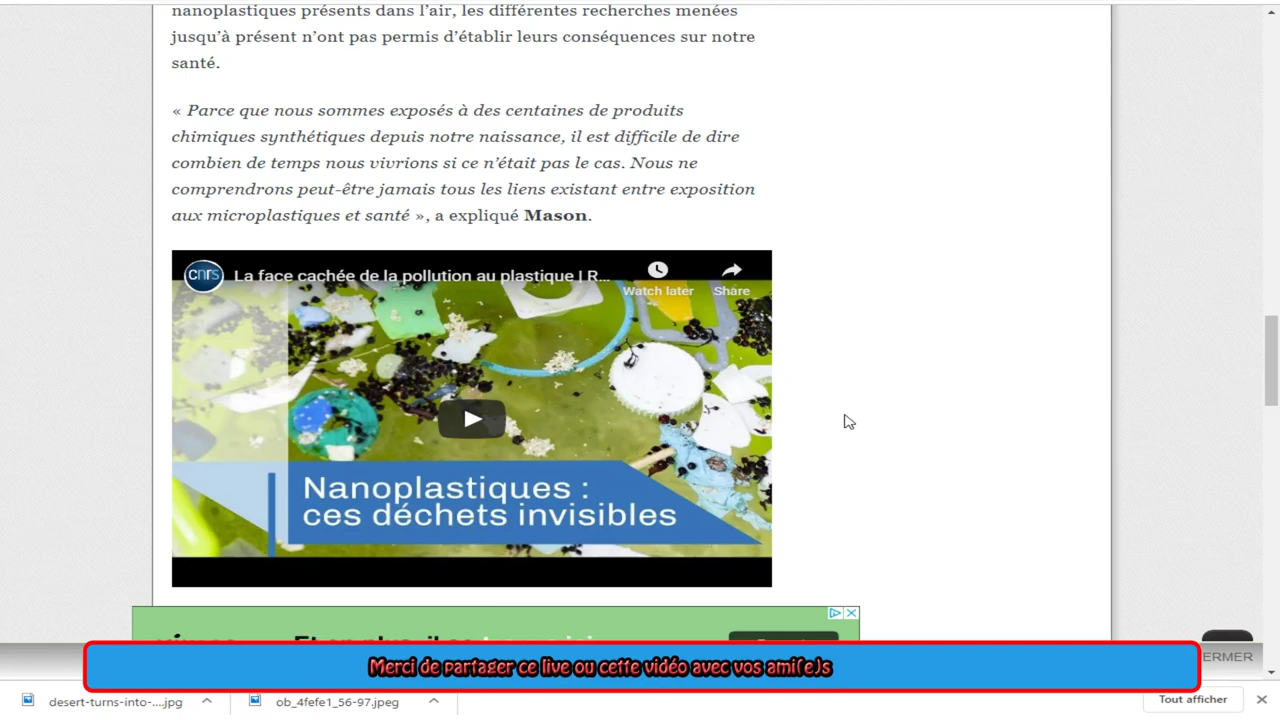 nanoplastiques présents dans l’air, les différentes recherches menées
jusqu’à présent n’ont pas permis d’établir leurs conséquences sur notre
santé.
« Parce que nous sommes exposés à des centaines de produits
chimiques synthétiques depuis notre naissance, il est difficile de dire
combien de temps nous vivrions si ce n’était pas le cas. Nous ne
comprendrons peut-être jamais tous les liens existant entre exposition
aux microplastiques et santé », a expliqué Mason.
cnrs
La face cachée de la pollution au plastique | R...
Watch later
Share
Nanoplastiques :
ces déchets invisibles
Merci de partager ce live ou cette vidéo avec vos ami(e)s
ERMER
desert-turns-into-....jpg
ob_4fefe1_56-97.jpeg
Tout afficher